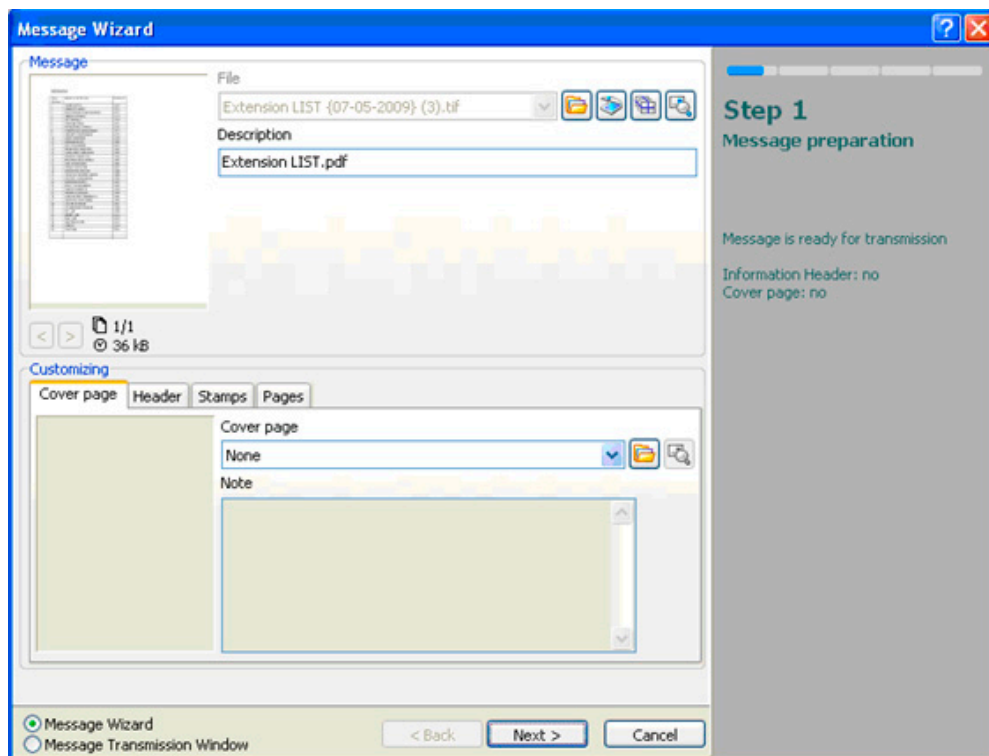 Message Wizard
Message
File
Extension LIST {07-05-2009} (3).tif
Description
Extension LIST.pdf
< >
1/1
36 kB
Customizing
Cover page Header Stamps Pages
Cover page
None
Note
Message Wizard
Message Transmission Window
< Back Next > Cancel
Step 1
Message preparation
Message is ready for transmission
Information Header: no
Cover page: no